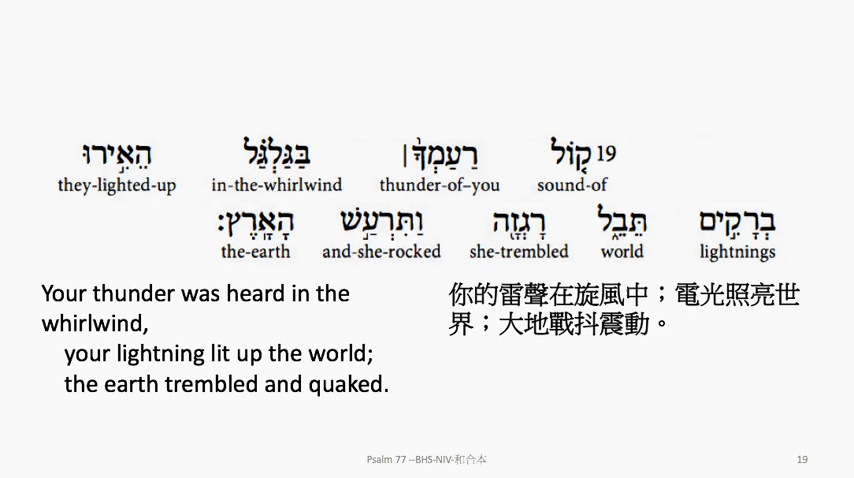 19 קֹ֤ול רַעַמְךָ֨ ׀ בַּגַּלְגַּ֗ל הֵאִ֣ירוּ
they-lighted-up in-the-whirlwind thunder-of-you sound-of
בְרָקִ֣ים תֵּבֵ֑ל רָגְזָ֖ה וַתִּרְעַ֣שׁ הָאָֽרֶץ׃
the-earth and-she-rocked she-trembled world lightnings
Your thunder was heard in the
whirlwind,
your lightning lit up the world;
the earth trembled and quaked.
你的雷聲在旋風中；電光照亮世
界；大地戰抖震動。
Psalm 77 --BHS-NIV-和合本
19